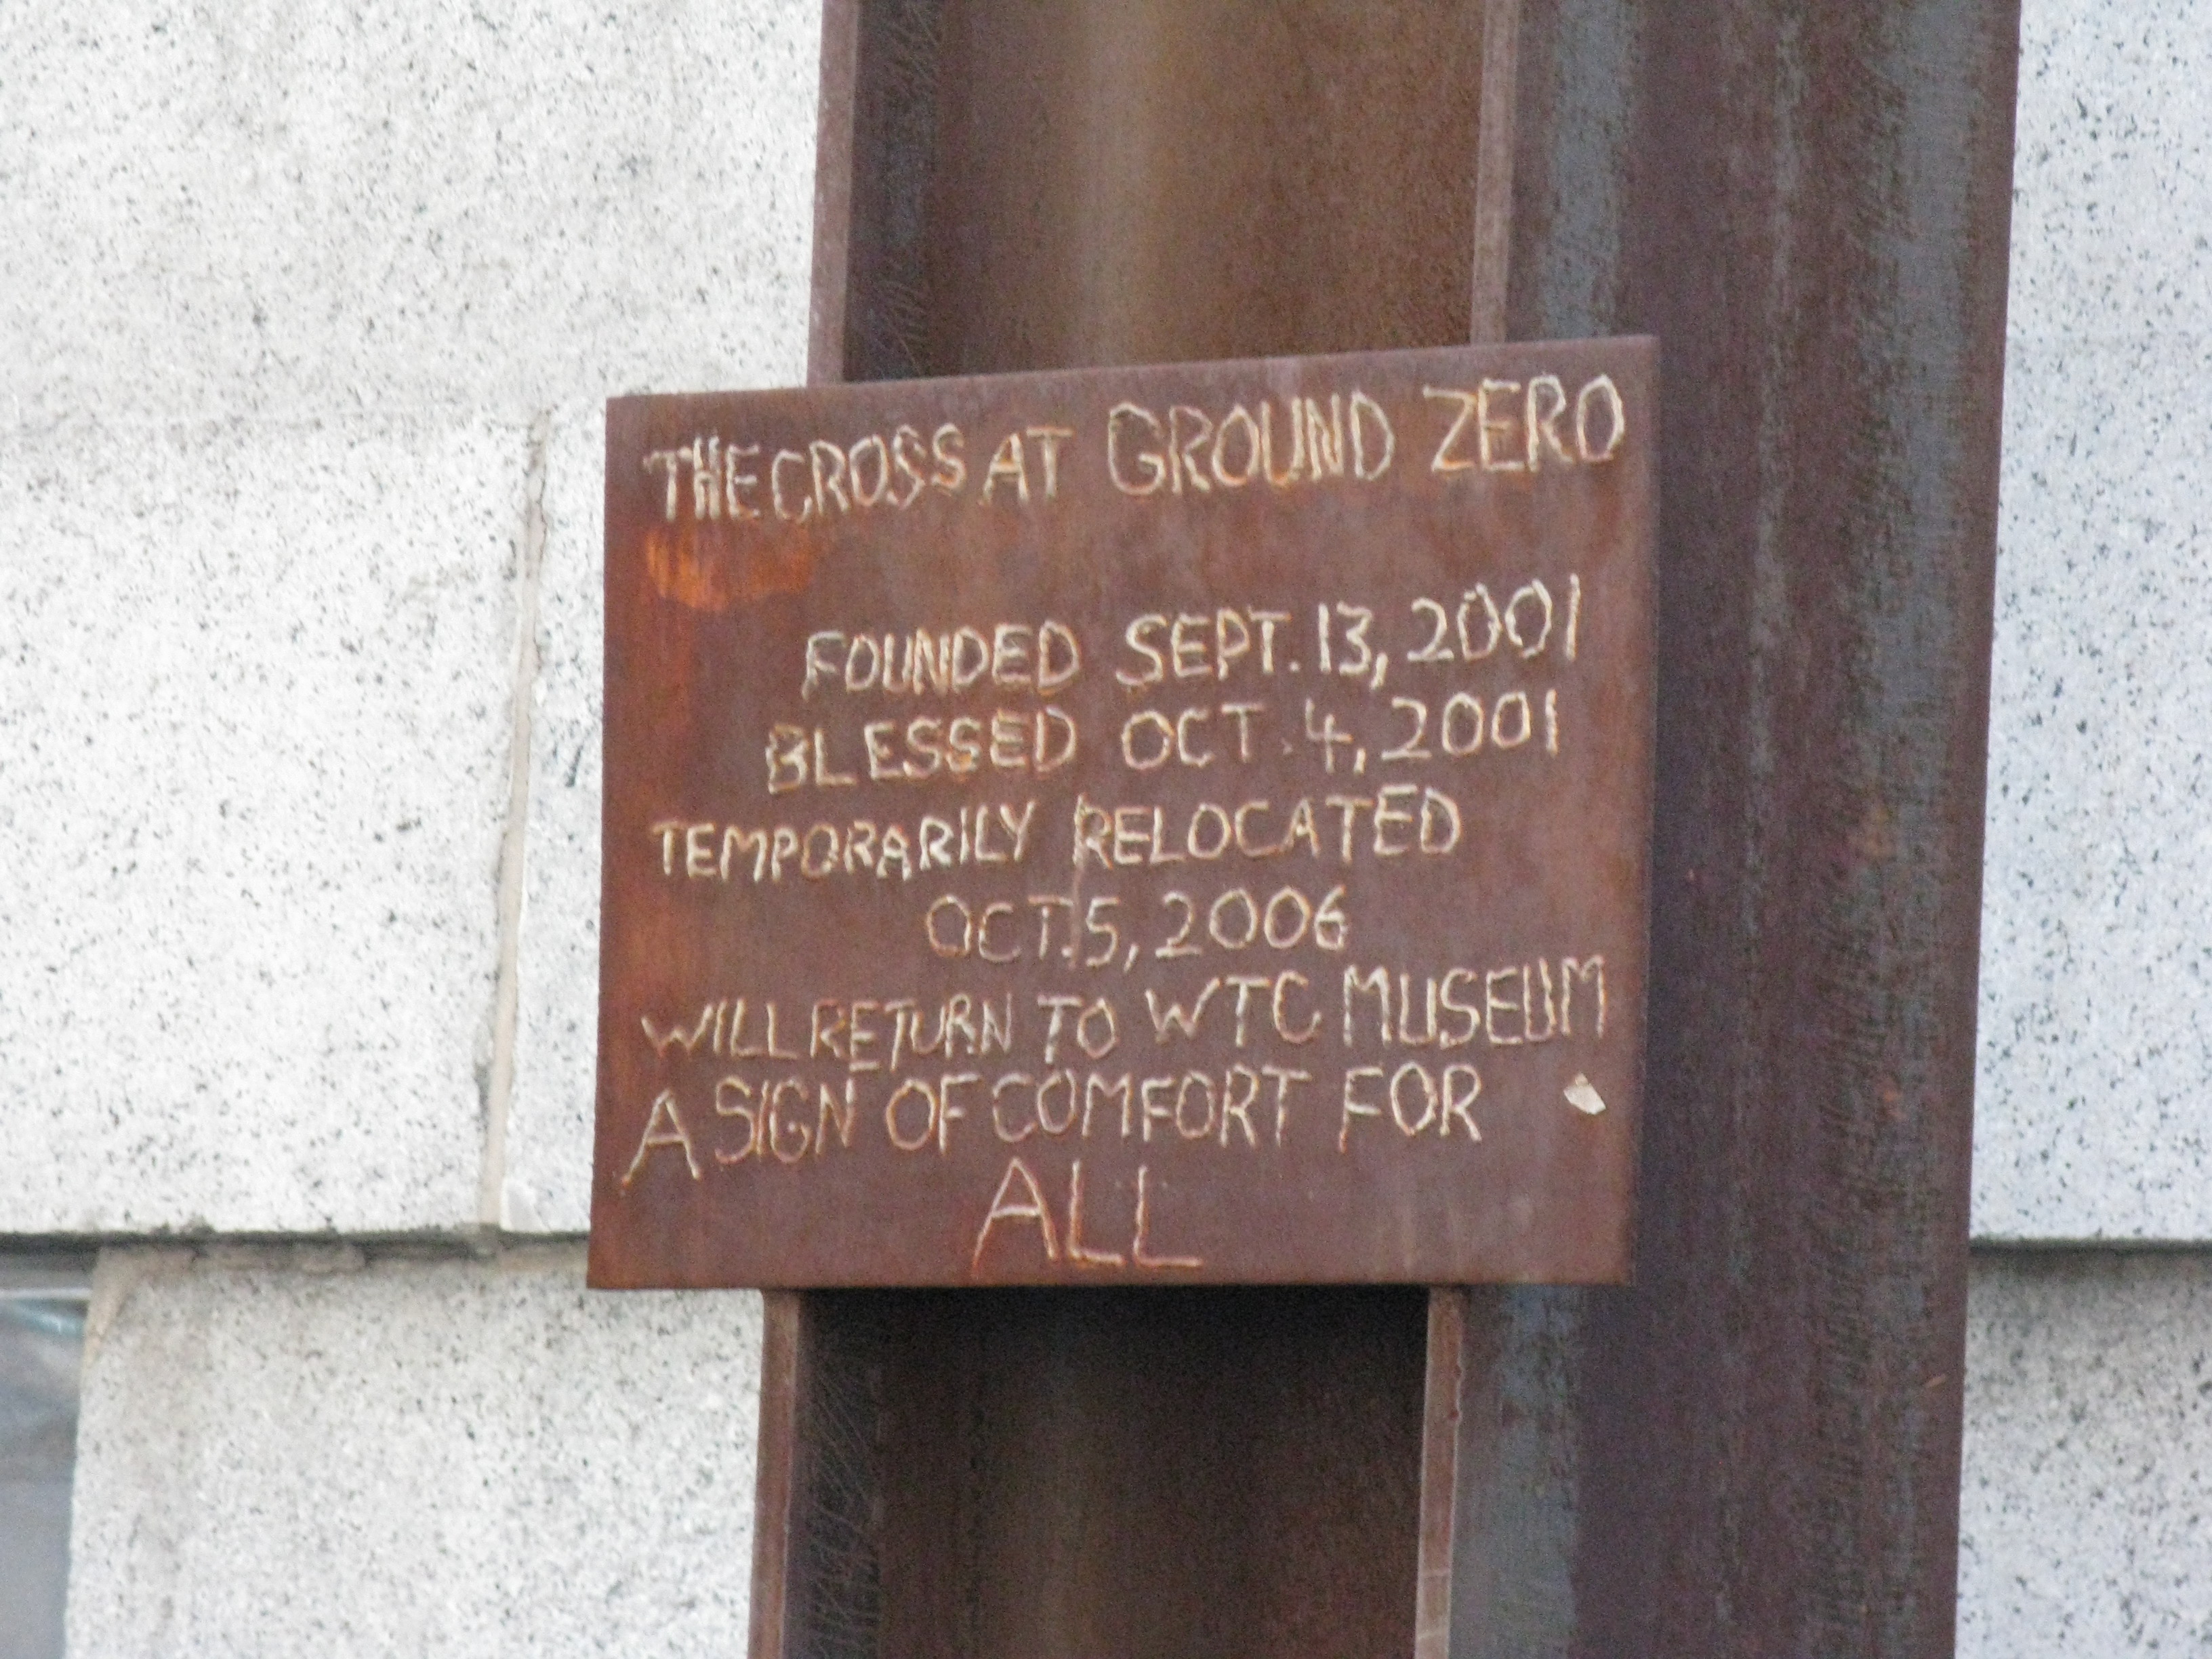 THE CROSS AT GROUND ZERO
FOUNDED SEPT. 13, 2001
BLESSED OCT. 4, 2001
TEMPORARILY RELOCATED
OCT. 5, 2006
WILL RETURN TO WTC MUSEUM
A SIGN OF COMFORT FOR
ALL